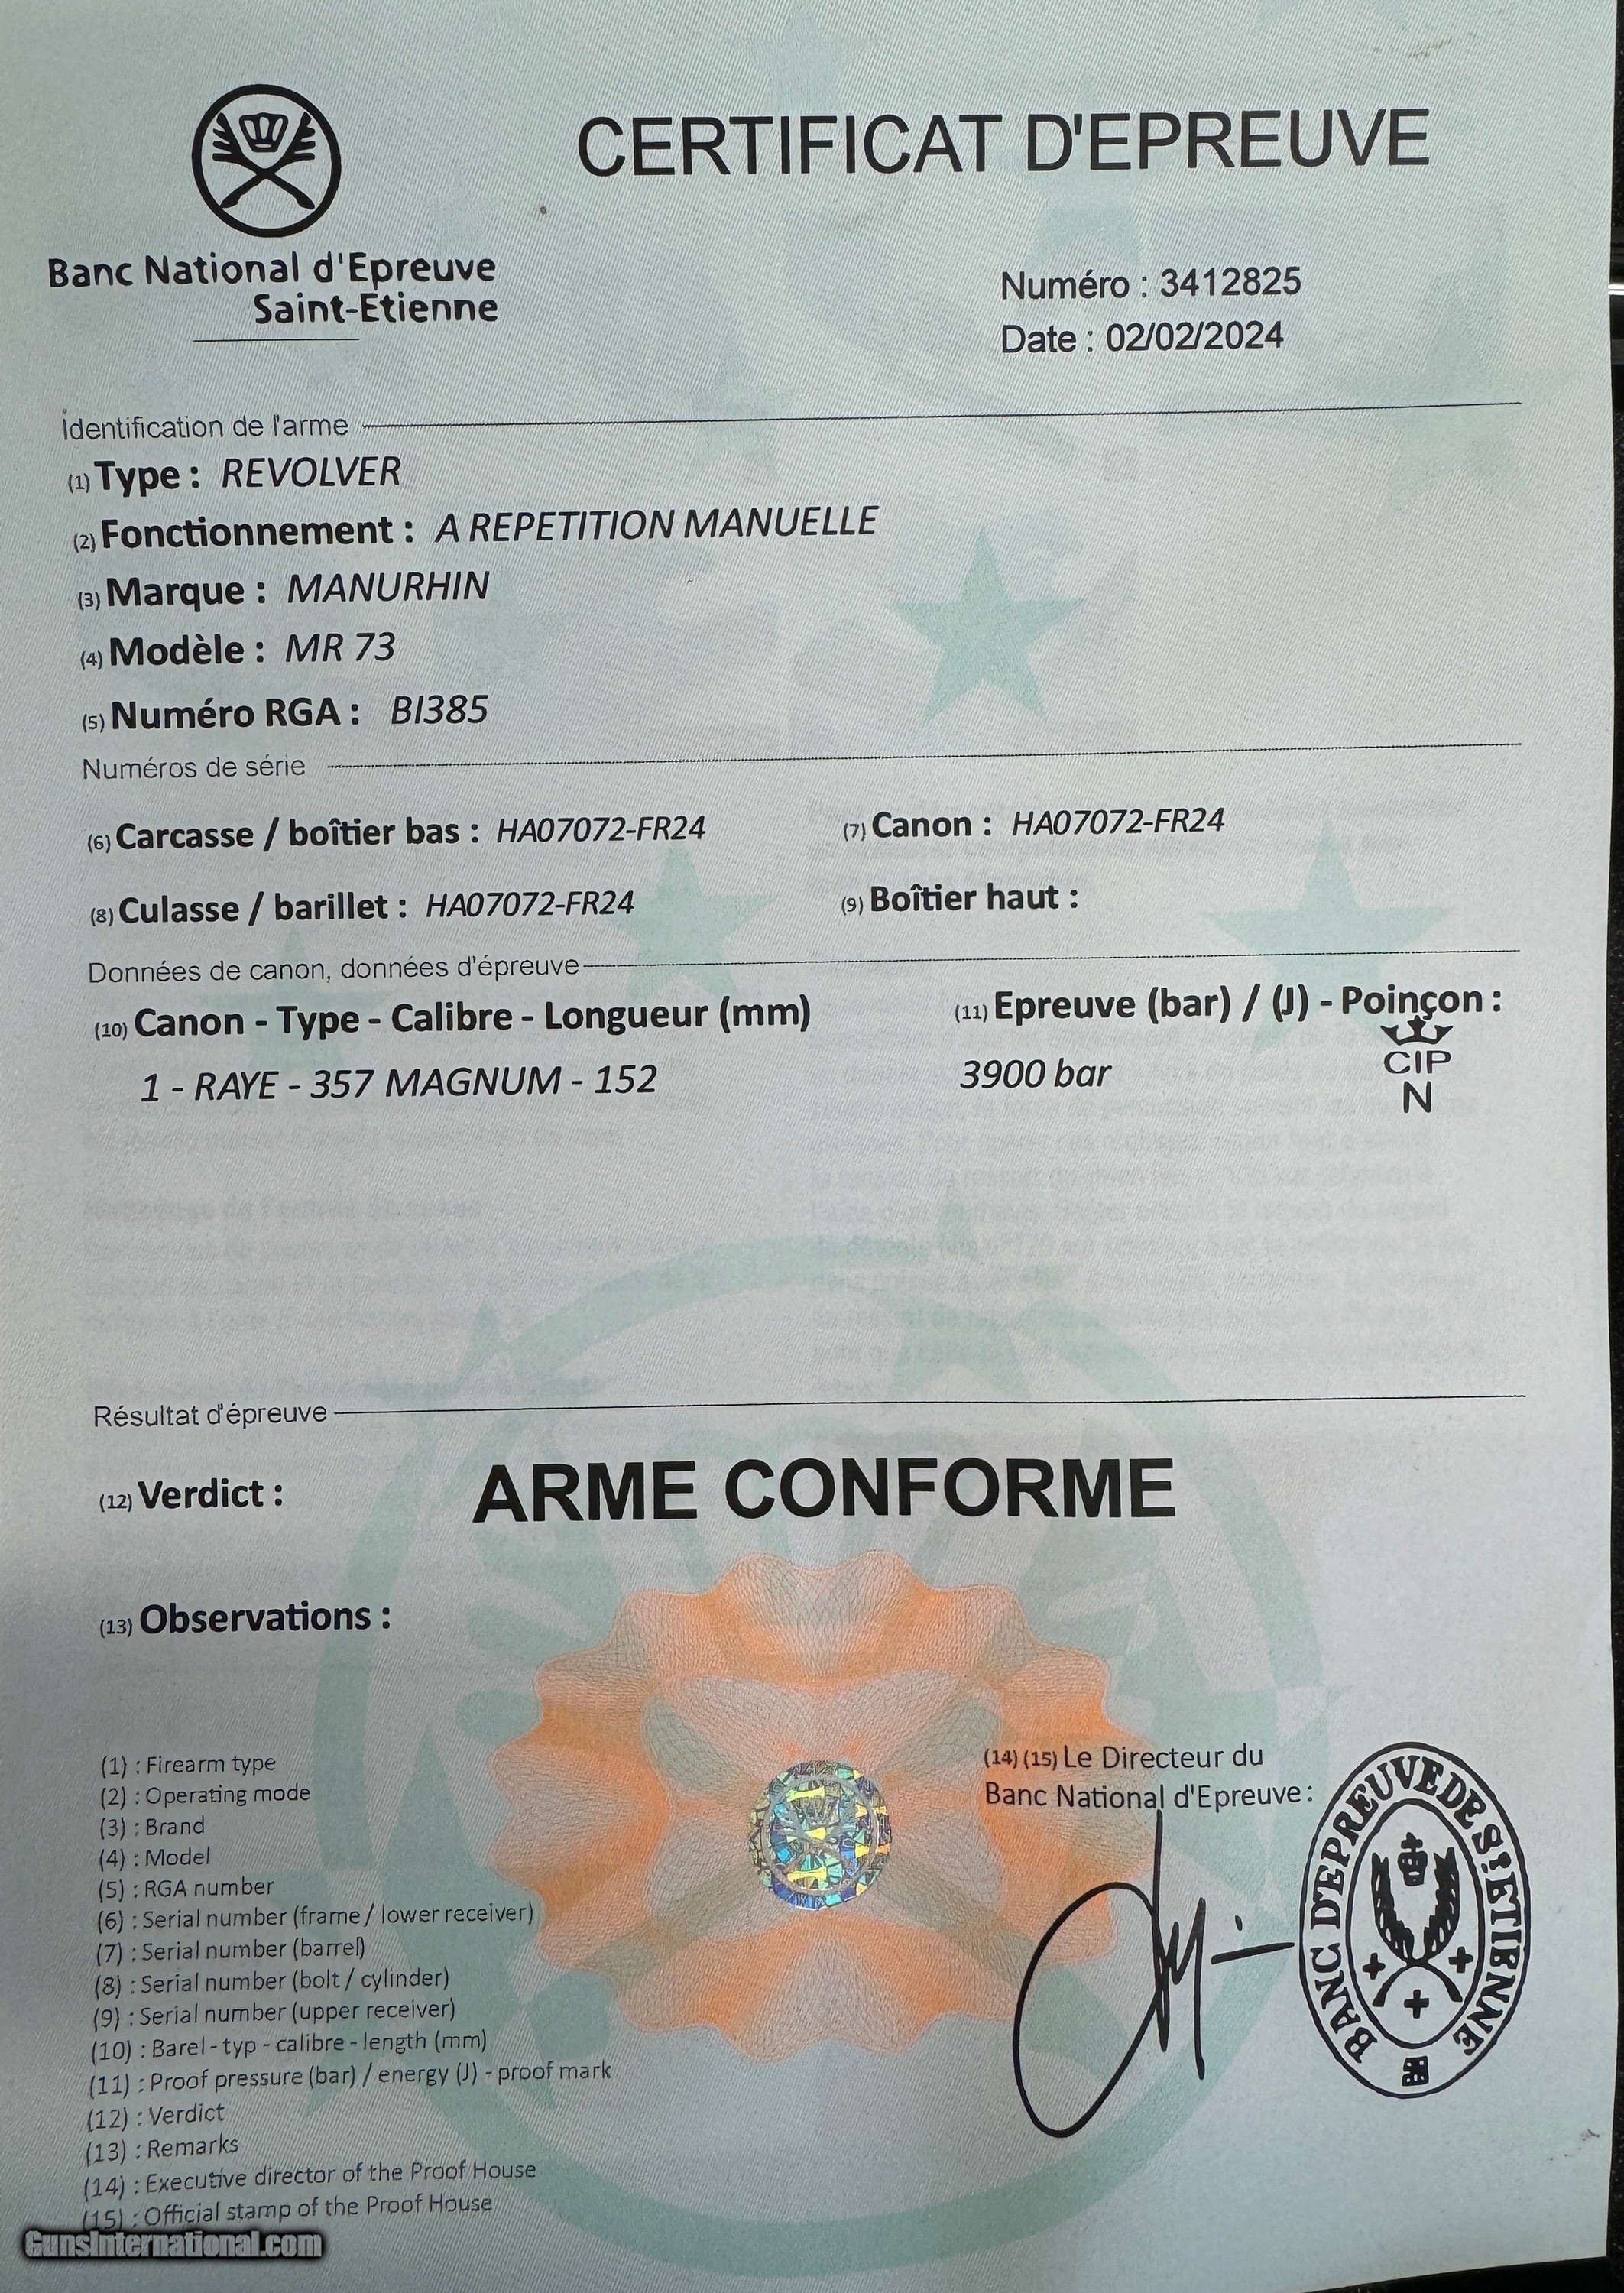 CERTIFICAT D'EPREUVE
Banc National d'Epreuve
Saint-Etienne
Numéro : 3412825
Date : 02/02/2024
Identification de l'arme
(1) Type : REVOLVER
(2) Fonctionnement : A REPETITION MANUELLE
(3) Marque : MANURHIN
(4) Modèle : MR 73
(5) Numéro RGA : BI385
Numéros de série
(6) Carcasse / boîtier bas : HA07072-FR24
(7) Canon : HA07072-FR24
(8) Culasse / barillet : HA07072-FR24
(9) Boîtier haut :
Données de canon, données d'épreuve
(10) Canon - Type - Calibre - Longueur (mm)
(11) Epreuve (bar) / (J) - Poinçon :
1 - RAYE - 357 MAGNUM - 152
3900 bar
CIP
N
Résultat d'épreuve
(12) Verdict : ARME CONFORME
(13) Observations :
(1) : Firearm type
(2) : Operating mode
(3) : Brand
(4) : Model
(5) : RGA number
(6) : Serial number (frame / lower receiver)
(7) : Serial number (barrel)
(8) : Serial number (bolt / cylinder)
(9) : Serial number (upper receiver)
(10) : Barel - typ - calibre - length (mm)
(11) : Proof pressure (bar) / energy (J) - proof mark
(12) : Verdict
(13) : Remarks
(14) : Executive director of the Proof House
(15) : Official stamp of the Proof House
(14) (15) Le Directeur du
Banc National d'Epreuve :
BANC D'EPREUVE DE ST ETIENNE
GunsInternational.com